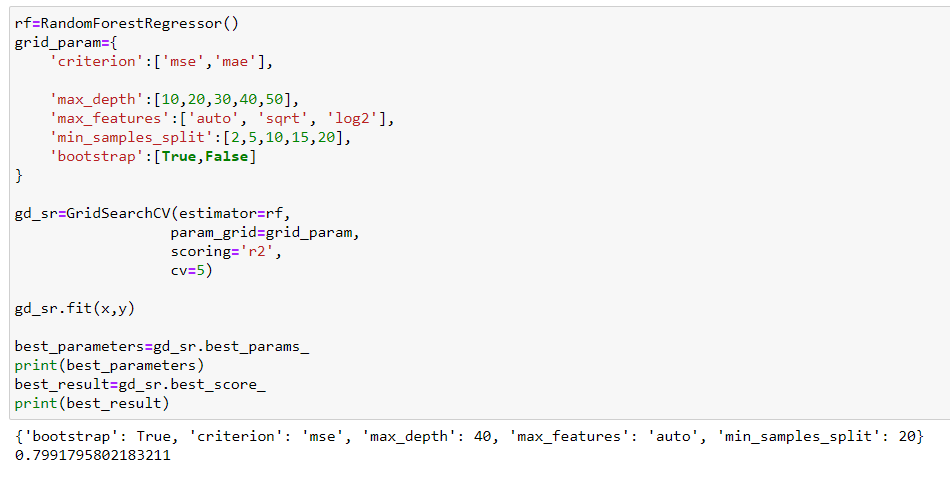 rf=RandomForestRegressor()
grid_param={
    'criterion':['mse','mae'],
    'max_depth':[10,20,30,40,50],
    'max_features':['auto', 'sqrt', 'log2'],
    'min_samples_split':[2,5,10,15,20],
    'bootstrap':[True,False]
}
gd_sr=GridSearchCV(estimator=rf,
                  param_grid=grid_param,
                  scoring='r2',
                  cv=5)
gd_sr.fit(x,y)
best_parameters=gd_sr.best_params_
print(best_parameters)
best_result=gd_sr.best_score_
print(best_result)
{'bootstrap': True, 'criterion': 'mse', 'max_depth': 40, 'max_features': 'auto', 'min_samples_split': 20}
0.7991795802183211